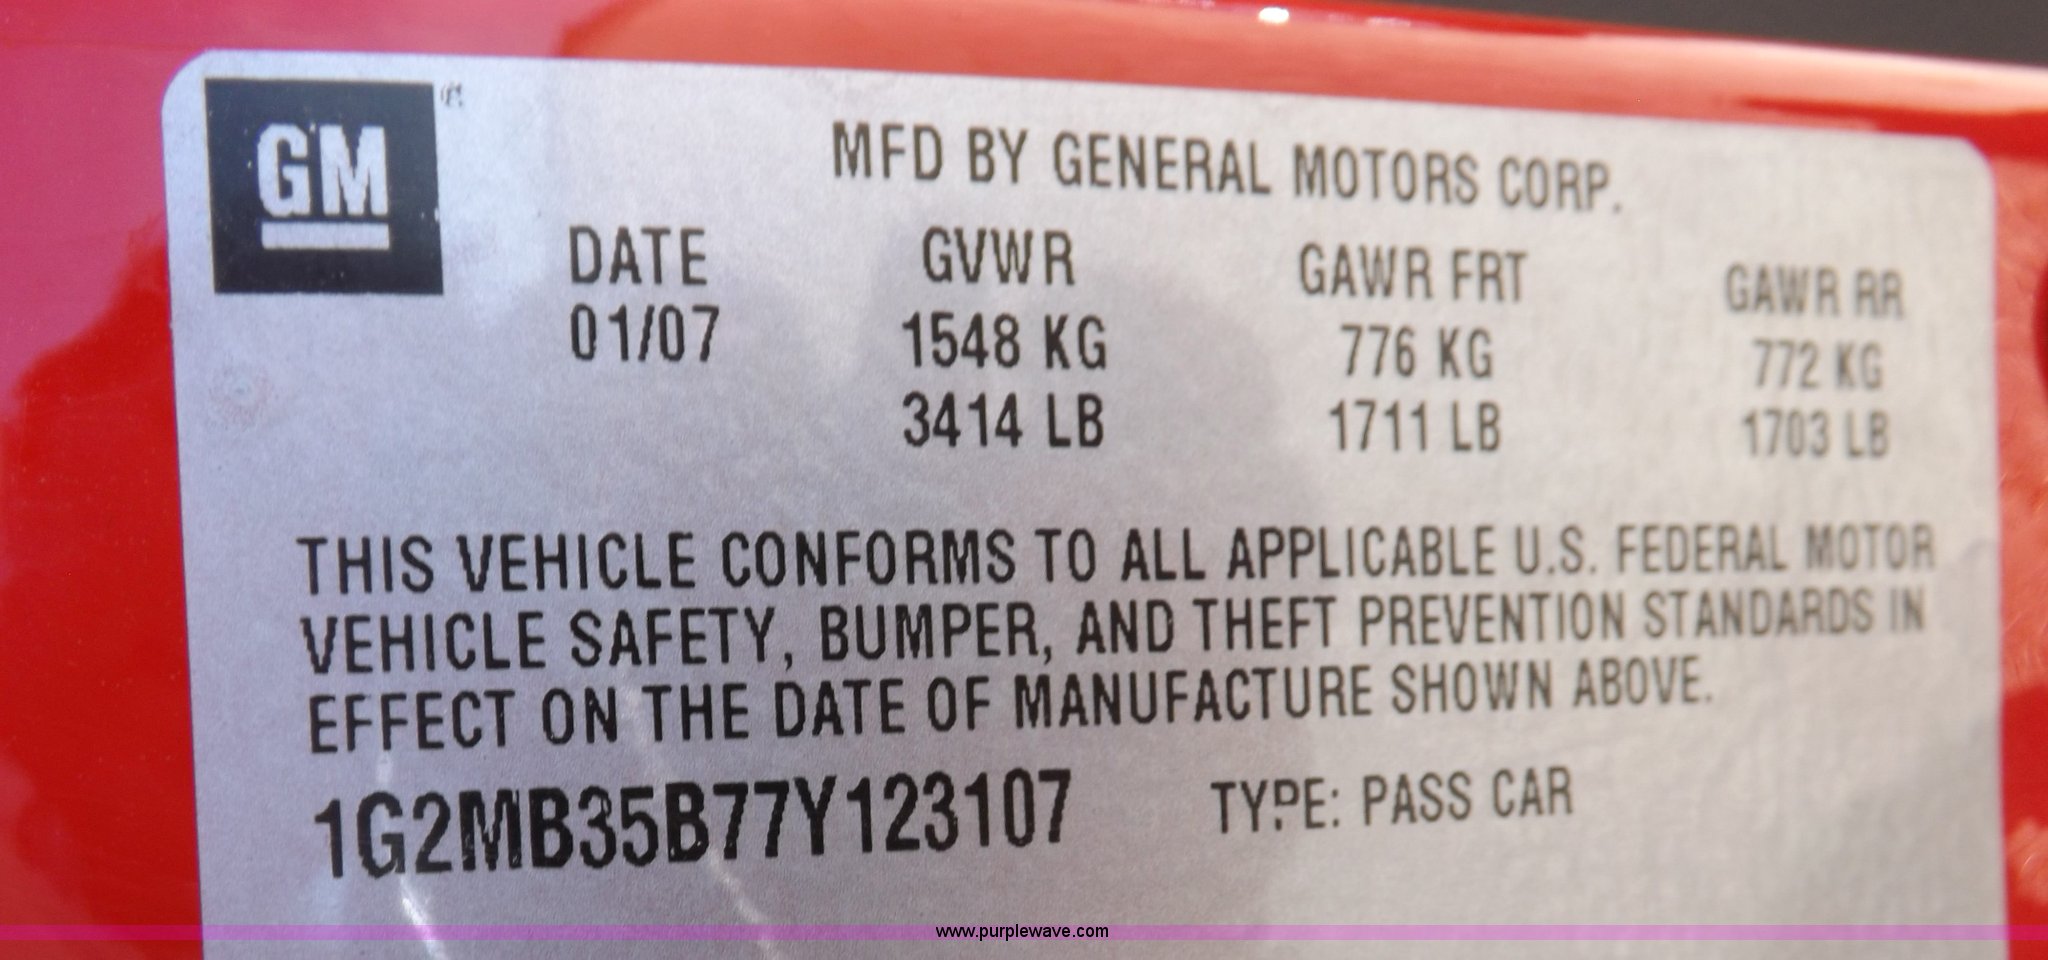 GM
MFD BY GENERAL MOTORS CORP.
DATE GVWR GAWR FRT GAWR RR
01/07 1548 KG 776 KG 772 KG
3414 LB 1711 LB 1703 LB
THIS VEHICLE CONFORMS TO ALL APPLICABLE U.S. FEDERAL MOTOR
VEHICLE SAFETY, BUMPER, AND THEFT PREVENTION STANDARDS IN
EFFECT ON THE DATE OF MANUFACTURE SHOWN ABOVE.
1G2MB35B77Y123107 TYPE: PASS CAR
www.purplewave.com